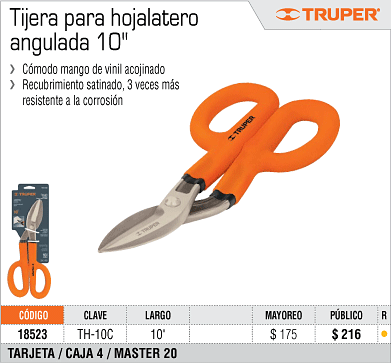 Tijera para hojalatero
angulada 10"
TRUPER
Cómodo mango de vinil acojinado
Recubrimiento satinado, 3 veces más
resistente a la corrosión
TRUPER
TRUPER
CÓDIGO CLAVE LARGO MAYOREO PÚBLICO R
18523 TH-10C 10" $ 175 $ 216
TARJETA / CAJA 4 / MASTER 20